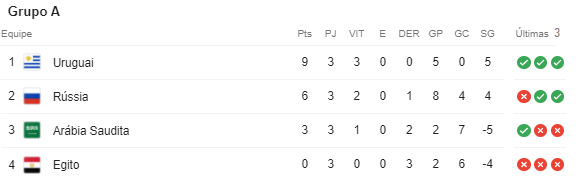 Grupo A
Equipe Pts PJ VIT E DER GP GC SG Últimas 3
1 Uruguai 9 3 3 0 0 5 0 5
2 Rússia 6 3 2 0 1 8 4 4
3 Arábia Saudita 3 3 1 0 2 2 7 -5
4 Egito 0 3 0 0 3 2 6 -4